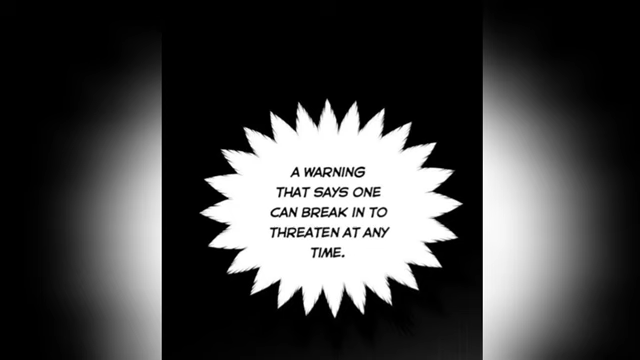 A WARNING
THAT SAYS ONE
CAN BREAK IN TO
THREATEN AT ANY
TIME.